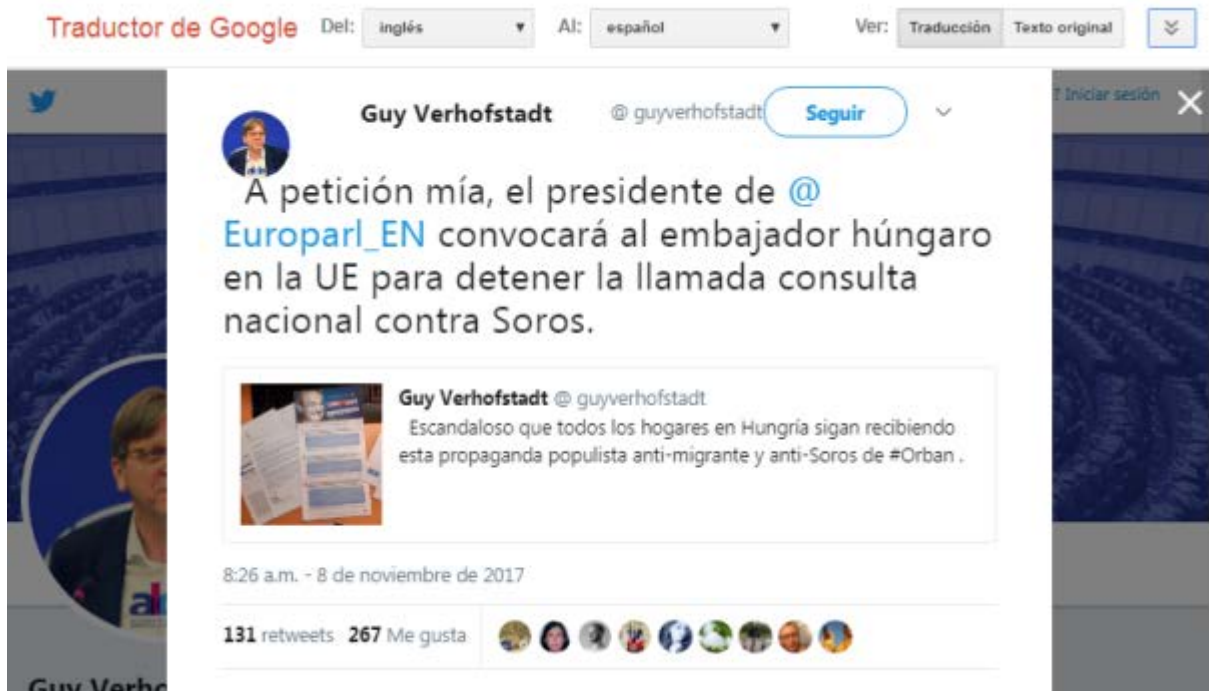 Traductor de Google Del: inglés Al: español Ver: Traducción Texto original
? Iniciar sesión
Guy Verhofstadt @ guyverhofstadt Seguir
A petición mía, el presidente de @
Europarl_EN convocará al embajador húngaro
en la UE para detener la llamada consulta
nacional contra Soros.
Guy Verhofstadt @ guyverhofstadt
Escandaloso que todos los hogares en Hungría sigan recibiendo
esta propaganda populista anti-migrante y anti-Soros de #Orban .
8:26 a.m. - 8 de noviembre de 2017
131 retweets 267 Me gusta
Guy Verho